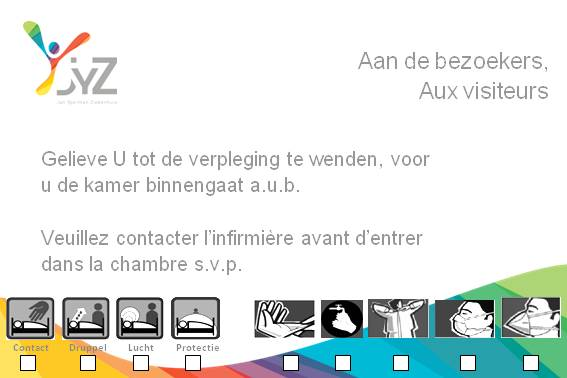 jyZ
Jan Yperman Ziekenhuis
Aan de bezoekers,
Aux visiteurs
Gelieve U tot de verpleging te wenden, voor
u de kamer binnengaat a.u.b.
Veuillez contacter l'infirmière avant d'entrer
dans la chambre s.v.p.
Contact Druppel Lucht Protectie